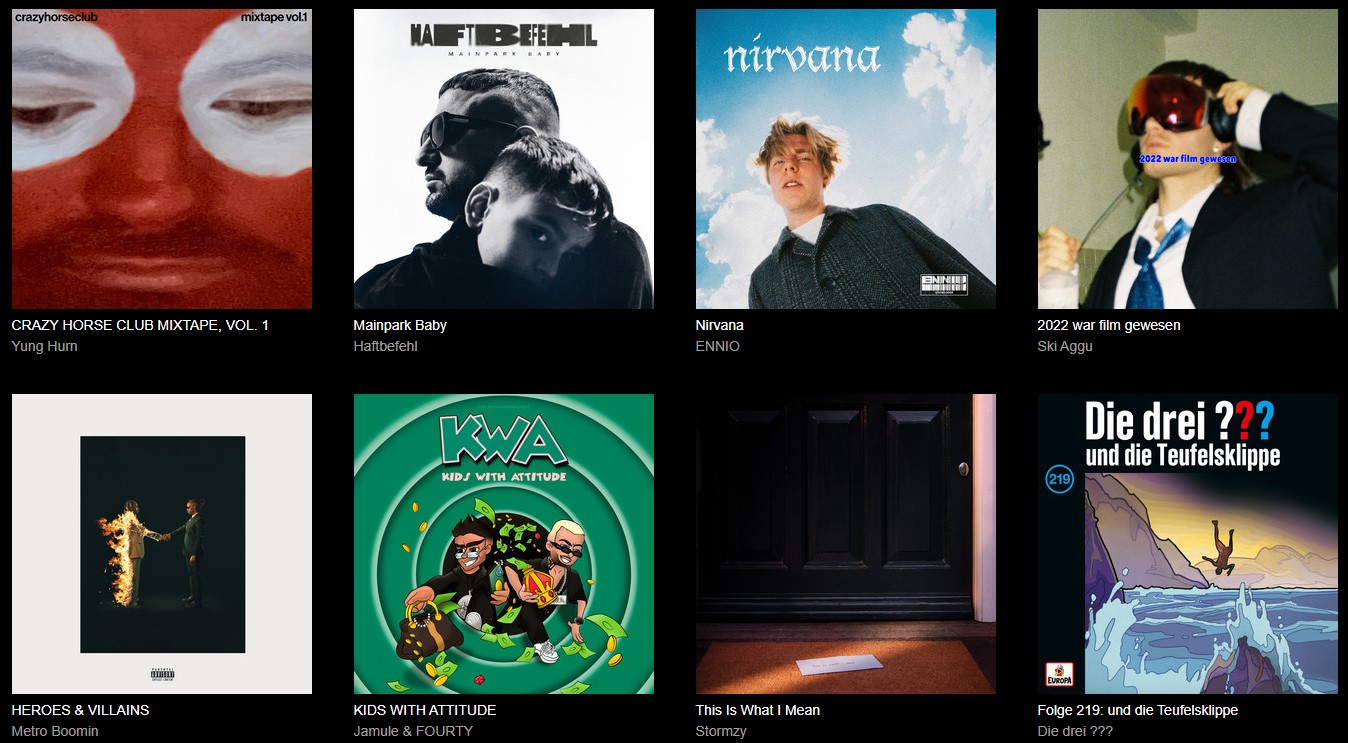 crazyhorseclub
mixtape vol.1
HAFTBEFEHL
MAINPARK BABY
nirvana
ENNIO
2022 war film gewesen
CRAZY HORSE CLUB MIXTAPE, VOL. 1
Yung Hurn
Mainpark Baby
Haftbefehl
Nirvana
ENNIO
2022 war film gewesen
Ski Aggu
PARENTAL
ADVISORY
EXPLICIT CONTENT
KWA
KIDS WITH ATTITUDE
Die drei ???
und die Teufelsklippe
219
EUROPA
HEROES & VILLAINS
Metro Boomin
KIDS WITH ATTITUDE
Jamule & FOURTY
This Is What I Mean
Stormzy
Folge 219: und die Teufelsklippe
Die drei ???